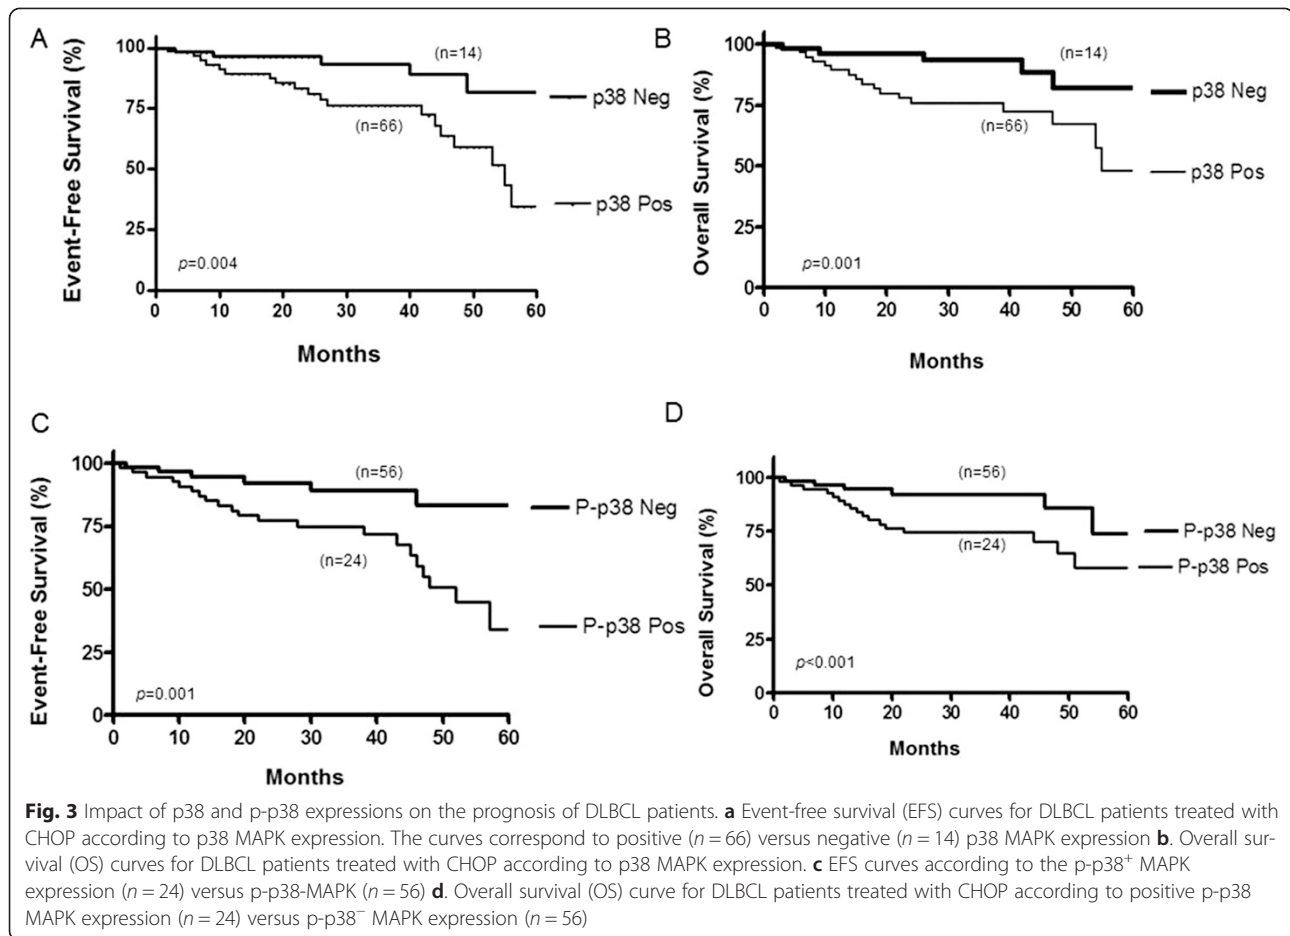 A
Event-Free Survival (%)
100
75
50
25
0
(n=14)
p38 Neg
(n=66)
p38 Pos
p=0.004
0 10 20 30 40 50 60
Months
B
Overall Survival (%)
100
75
50
25
0
(n=14)
p38 Neg
(n=66)
p38 Pos
p=0.001
0 10 20 30 40 50 60
Months
C
Event-Free Survival (%)
100
75
50
25
0
(n=56)
P-p38 Neg
(n=24)
P-p38 Pos
p=0.001
0 10 20 30 40 50 60
Months
D
Overall Survival (%)
100
75
50
25
0
(n=56)
P-p38 Neg
(n=24)
P-p38 Pos
p<0.001
0 10 20 30 40 50 60
Months
Fig. 3 Impact of p38 and p-p38 expressions on the prognosis of DLBCL patients. a Event-free survival (EFS) curves for DLBCL patients treated with
CHOP according to p38 MAPK expression. The curves correspond to positive (n = 66) versus negative (n = 14) p38 MAPK expression b. Overall sur-
vival (OS) curves for DLBCL patients treated with CHOP according to p38 MAPK expression. c EFS curves according to the p-p38⁺ MAPK
expression (n = 24) versus p-p38-MAPK (n = 56) d. Overall survival (OS) curve for DLBCL patients treated with CHOP according to positive p-p38
MAPK expression (n = 24) versus p-p38⁻ MAPK expression (n = 56)